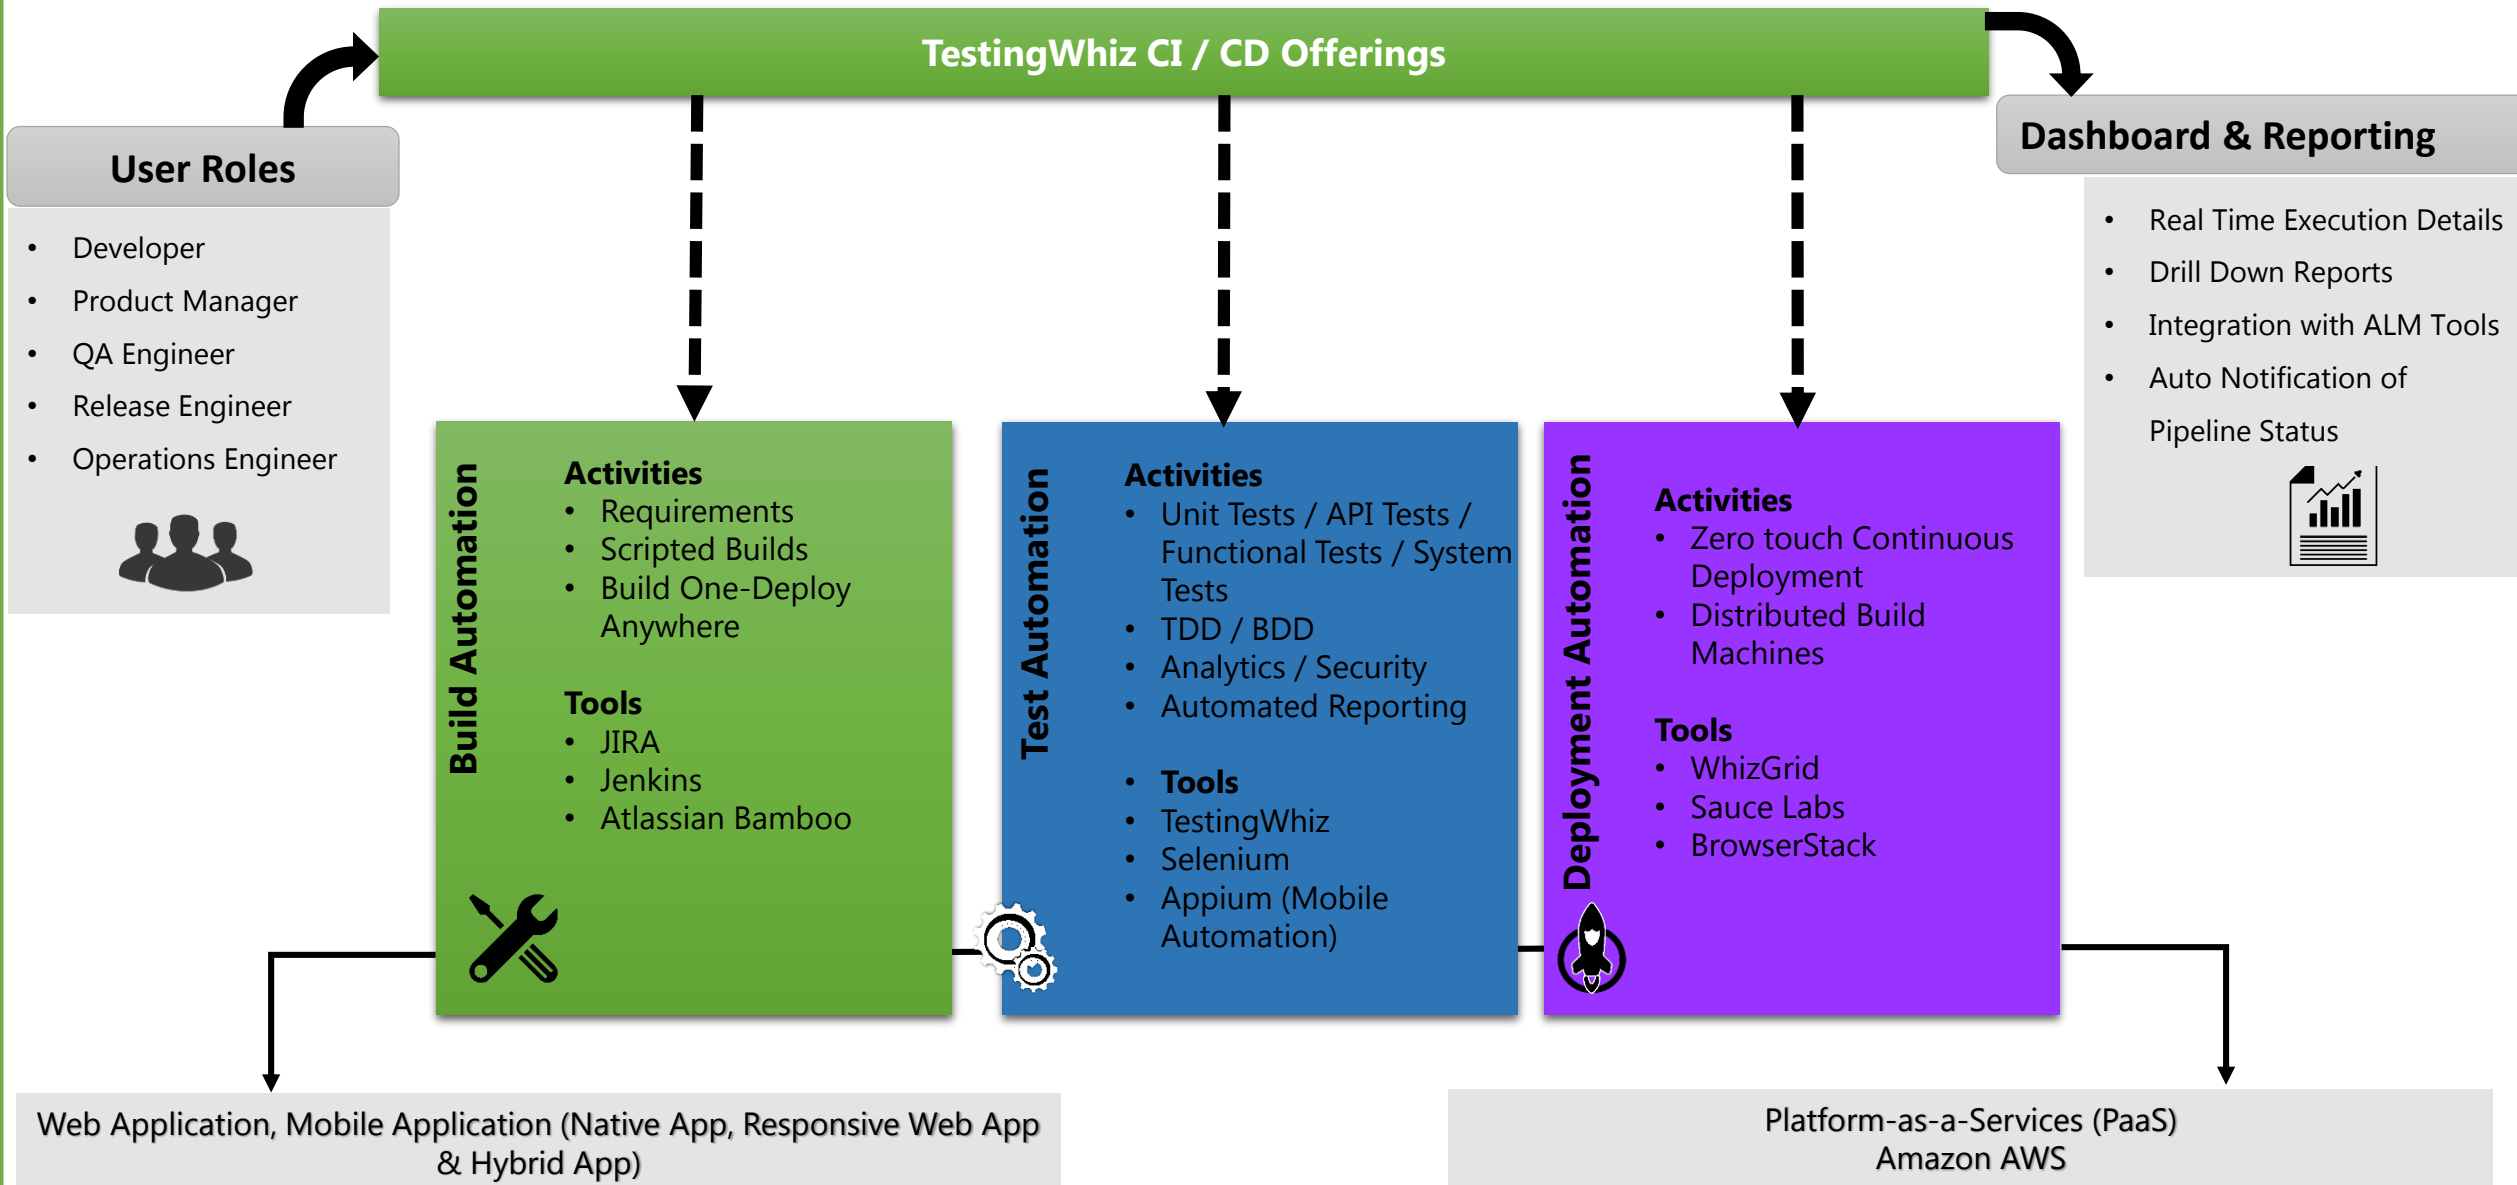 TestingWhiz CI / CD Offerings
User Roles
• Developer
• Product Manager
• QA Engineer
• Release Engineer
• Operations Engineer
Dashboard & Reporting
• Real Time Execution Details
• Drill Down Reports
• Integration with ALM Tools
• Auto Notification of
Pipeline Status
Build Automation
Activities
• Requirements
• Scripted Builds
• Build One-Deploy
Anywhere
Tools
• JIRA
• Jenkins
• Atlassian Bamboo
Test Automation
Activities
• Unit Tests / API Tests /
Functional Tests / System
Tests
• TDD / BDD
• Analytics / Security
• Automated Reporting
• Tools
• TestingWhiz
• Selenium
• Appium (Mobile
Automation)
Deployment Automation
Activities
• Zero touch Continuous
Deployment
• Distributed Build
Machines
Tools
• WhizGrid
• Sauce Labs
• BrowserStack
Web Application, Mobile Application (Native App, Responsive Web App
& Hybrid App)
Platform-as-a-Services (PaaS)
Amazon AWS